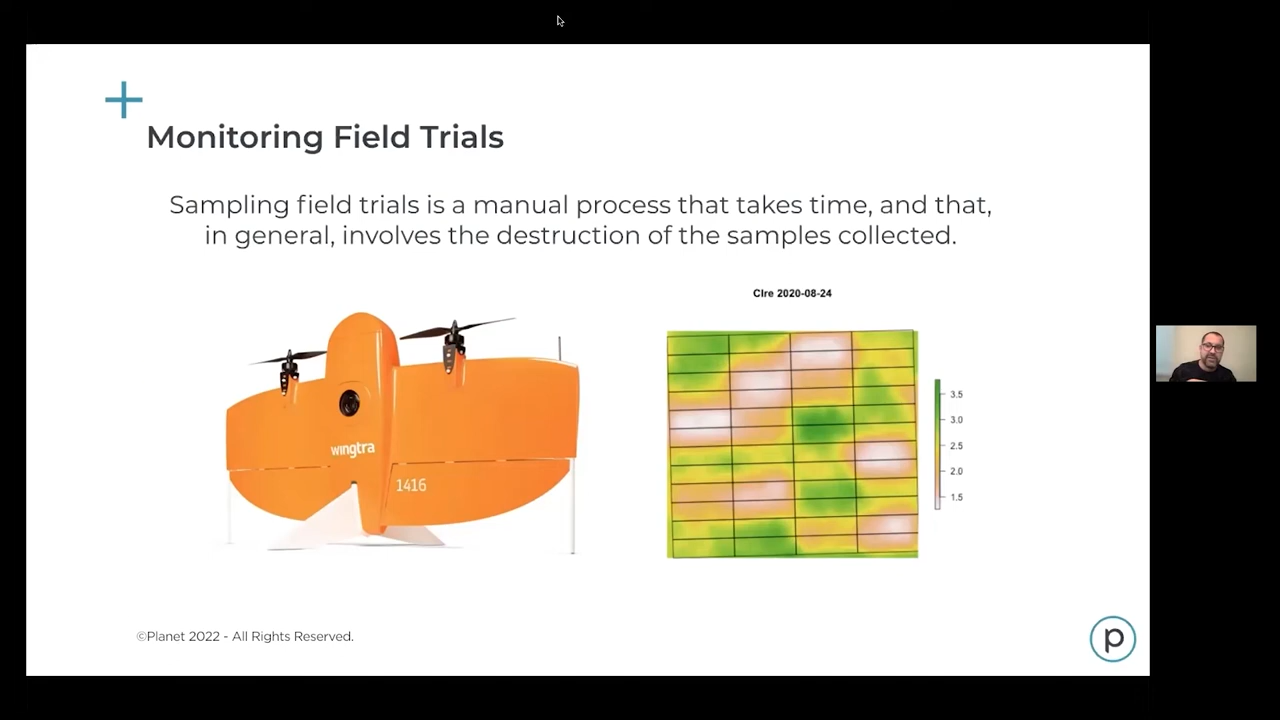 Monitoring Field Trials
Sampling field trials is a manual process that takes time, and that,
in general, involves the destruction of the samples collected.
wingtra
1416
CIre 2020-08-24
3.5
3.0
2.5
2.0
1.5
©Planet 2022 - All Rights Reserved.
p